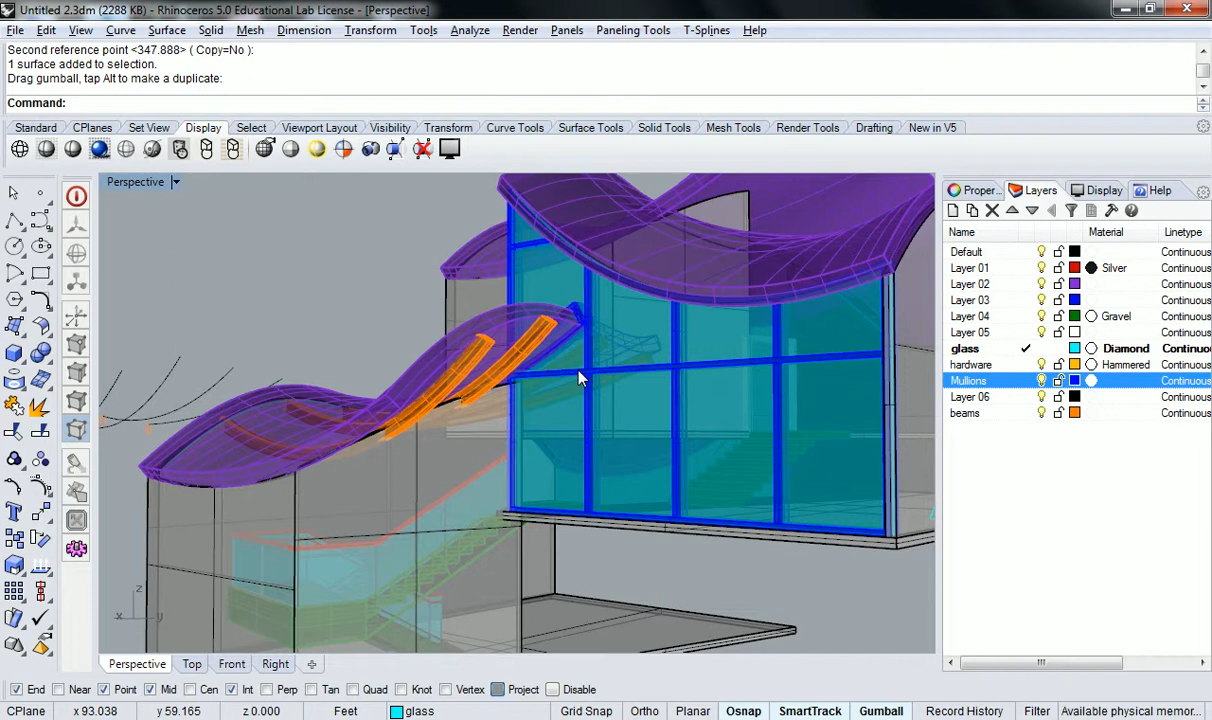 Untitled 2.3dm (2288 KB) - Rhinoceros 5.0 Educational Lab License - [Perspective]
File Edit View Curve Surface Solid Mesh Dimension Transform Tools Analyze Render Panels Paneling Tools T-Splines Help
Second reference point <347.888> ( Copy=No ):
1 surface added to selection.
Drag gumball, tap Alt to make a duplicate:
Command:
Standard CPlanes Set View Display Select Viewport Layout Visibility Transform Curve Tools Surface Tools Solid Tools Mesh Tools Render Tools Drafting New in V5
Perspective
Proper... Layers Display Help
Name Material Linetype
Default Continuous
Layer 01 Silver Continuous
Layer 02 Continuous
Layer 03 Continuous
Layer 04 Gravel Continuous
Layer 05 Continuous
glass Diamond Continuo
hardware Hammered Continuous
Mullions Continuous
Layer 06 Continuous
beams Continuous
z
x y
Perspective Top Front Right
End Near Point Mid Cen Int Perp Tan Quad Knot Vertex Project Disable
CPlane x 93.038 y 59.165 z 0.000 Feet glass Grid Snap Ortho Planar Osnap SmartTrack Gumball Record History Filter Available physical memor...